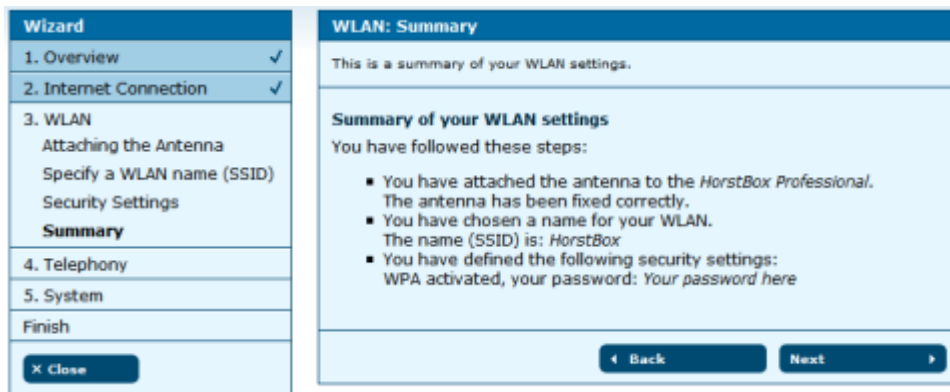 Wizard
1. Overview
2. Internet Connection
3. WLAN
Attaching the Antenna
Specify a WLAN name (SSID)
Security Settings
Summary
4. Telephony
5. System
Finish
× Close
WLAN: Summary
This is a summary of your WLAN settings.
Summary of your WLAN settings
You have followed these steps:
▪ You have attached the antenna to the HorstBox Professional.
The antenna has been fixed correctly.
▪ You have chosen a name for your WLAN.
The name (SSID) is: HorstBox
▪ You have defined the following security settings:
WPA activated, your password: Your password here
Back
Next